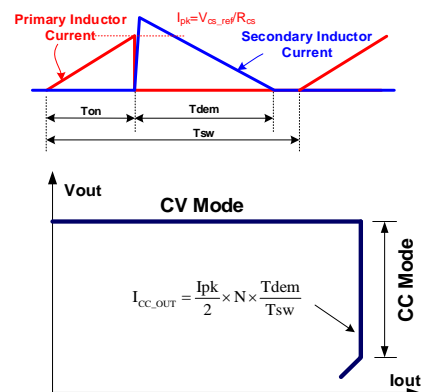 Primary Inductor
Current
Ipk=Vcs_ref/Rcs
Secondary Inductor
Current
Ton
Tdem
Tsw
Vout
CV Mode
I_CC_OUT = Ipk/2 × N × Tdem/Tsw
CC Mode
Iout